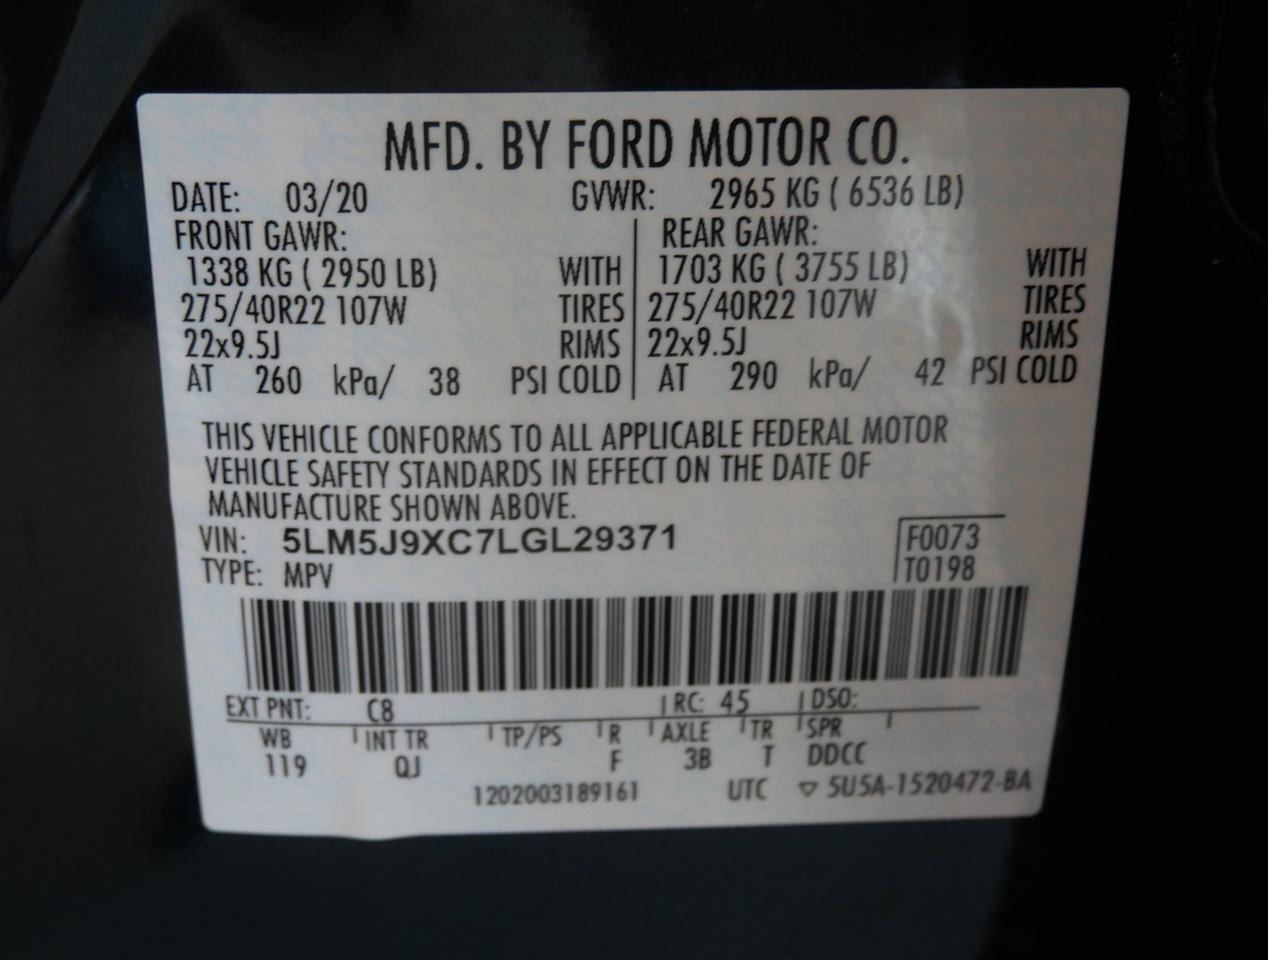 MFD. BY FORD MOTOR CO.
DATE: 03/20 GVWR: 2965 KG ( 6536 LB)
FRONT GAWR: REAR GAWR:
1338 KG ( 2950 LB) WITH 1703 KG ( 3755 LB) WITH
275/40R22 107W TIRES 275/40R22 107W TIRES
22x9.5J RIMS 22x9.5J RIMS
AT 260 kPa/ 38 PSI COLD AT 290 kPa/ 42 PSI COLD
THIS VEHICLE CONFORMS TO ALL APPLICABLE FEDERAL MOTOR
VEHICLE SAFETY STANDARDS IN EFFECT ON THE DATE OF
MANUFACTURE SHOWN ABOVE.
VIN: 5LM5J9XC7LGL29371 F0073
TYPE: MPV T0198
EXT PNT: C8 RC: 45 DSO:
WB INT TR TP/PS R AXLE TR SPR
119 QJ F 3B T DDCC
1202003189161 UTC ▽ 5U5A-1520472-BA